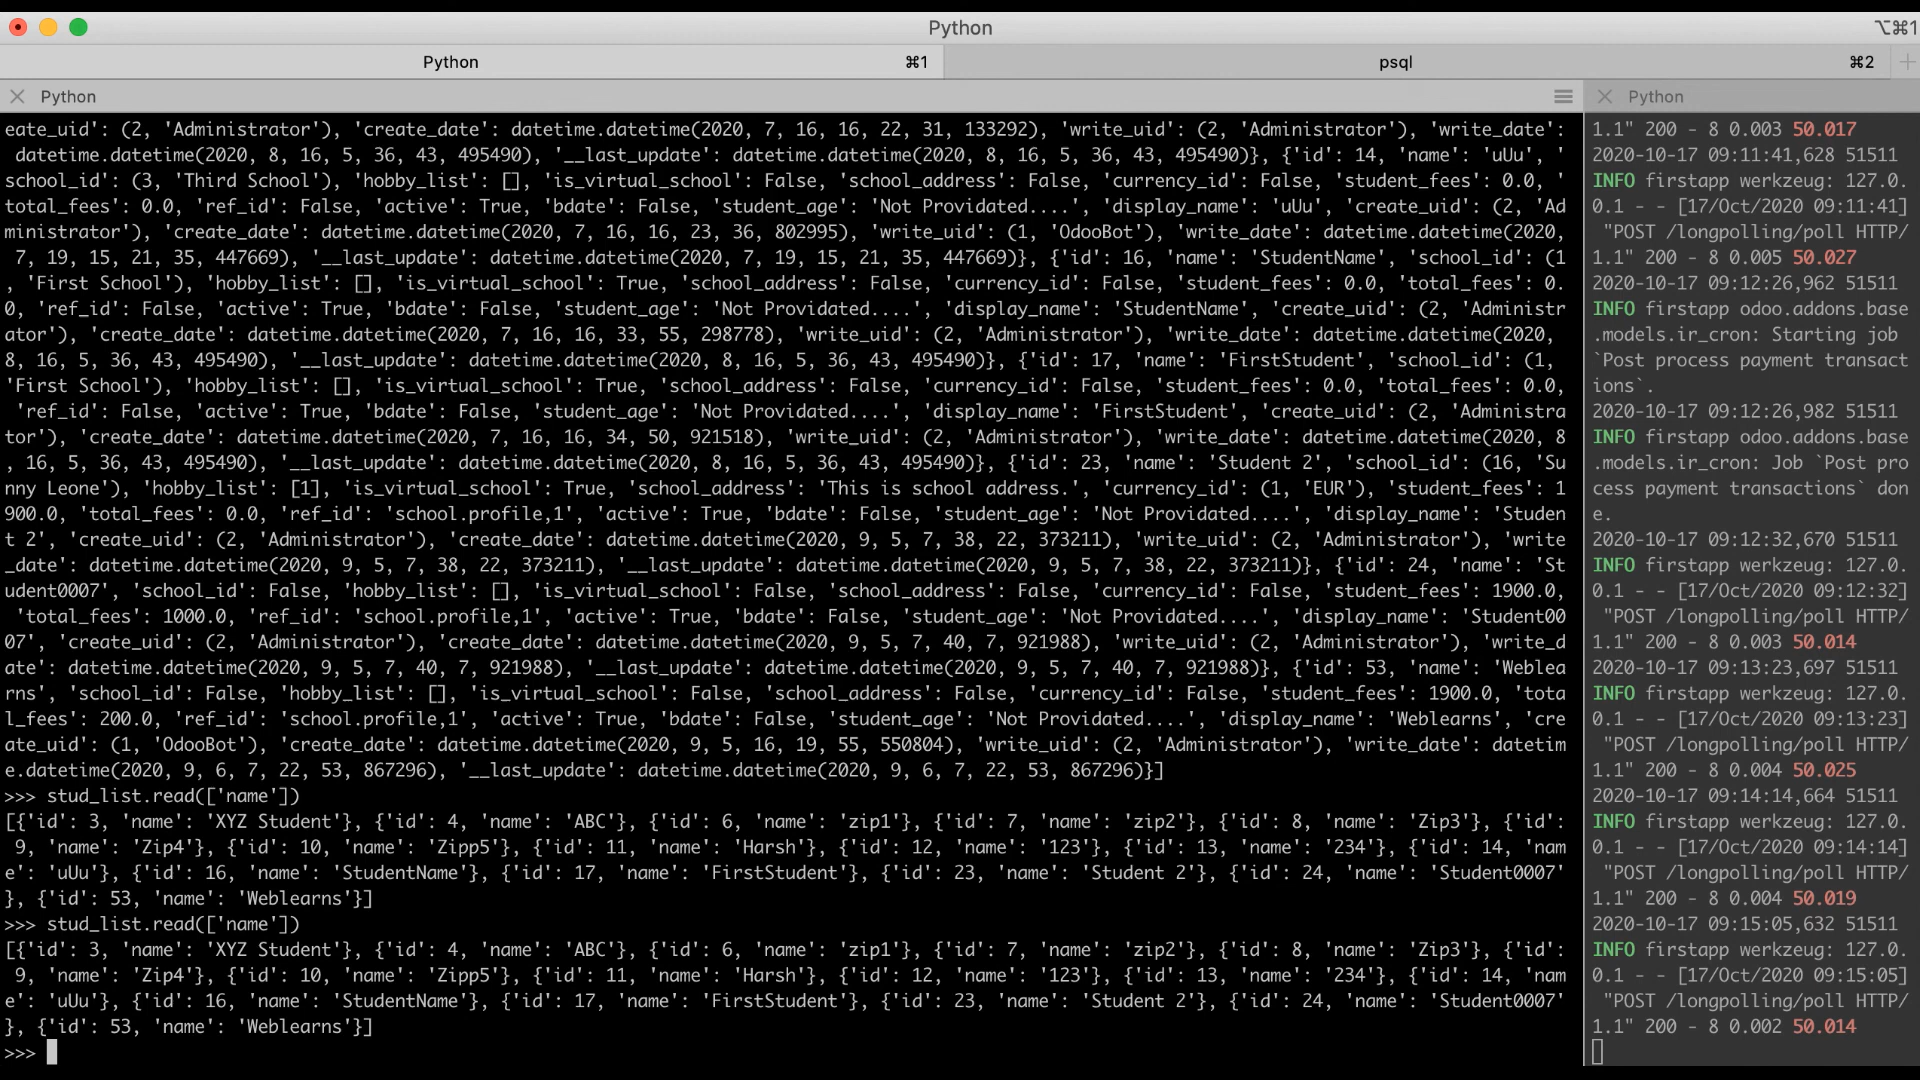 Python
⌥⌘1
Python ⌘1
psql ⌘2
Python
eate_uid': (2, 'Administrator'), 'create_date': datetime.datetime(2020, 7, 16, 16, 22, 31, 133292), 'write_uid': (2, 'Administrator'), 'write_date':
datetime.datetime(2020, 8, 16, 5, 36, 43, 495490), '__last_update': datetime.datetime(2020, 8, 16, 5, 36, 43, 495490)}, {'id': 14, 'name': 'uUu', '
school_id': (3, 'Third School'), 'hobby_list': [], 'is_virtual_school': False, 'school_address': False, 'currency_id': False, 'student_fees': 0.0, '
total_fees': 0.0, 'ref_id': False, 'active': True, 'bdate': False, 'student_age': 'Not Providated....', 'display_name': 'uUu', 'create_uid': (2, 'Ad
ministrator'), 'create_date': datetime.datetime(2020, 7, 16, 16, 23, 36, 802995), 'write_uid': (1, 'OdooBot'), 'write_date': datetime.datetime(2020,
7, 19, 15, 21, 35, 447669), '__last_update': datetime.datetime(2020, 7, 19, 15, 21, 35, 447669)}, {'id': 16, 'name': 'StudentName', 'school_id': (1
, 'First School'), 'hobby_list': [], 'is_virtual_school': True, 'school_address': False, 'currency_id': False, 'student_fees': 0.0, 'total_fees': 0.
0, 'ref_id': False, 'active': True, 'bdate': False, 'student_age': 'Not Providated....', 'display_name': 'StudentName', 'create_uid': (2, 'Administr
ator'), 'create_date': datetime.datetime(2020, 7, 16, 16, 33, 55, 298778), 'write_uid': (2, 'Administrator'), 'write_date': datetime.datetime(2020,
8, 16, 5, 36, 43, 495490), '__last_update': datetime.datetime(2020, 8, 16, 5, 36, 43, 495490)}, {'id': 17, 'name': 'FirstStudent', 'school_id': (1,
'First School'), 'hobby_list': [], 'is_virtual_school': True, 'school_address': False, 'currency_id': False, 'student_fees': 0.0, 'total_fees': 0.0,
'ref_id': False, 'active': True, 'bdate': False, 'student_age': 'Not Providated....', 'display_name': 'FirstStudent', 'create_uid': (2, 'Administra
tor'), 'create_date': datetime.datetime(2020, 7, 16, 16, 34, 50, 921518), 'write_uid': (2, 'Administrator'), 'write_date': datetime.datetime(2020, 8
, 16, 5, 36, 43, 495490), '__last_update': datetime.datetime(2020, 8, 16, 5, 36, 43, 495490)}, {'id': 23, 'name': 'Student 2', 'school_id': (16, 'Su
nny Leone'), 'hobby_list': [1], 'is_virtual_school': True, 'school_address': 'This is school address.', 'currency_id': (1, 'EUR'), 'student_fees': 1
900.0, 'total_fees': 0.0, 'ref_id': 'school.profile,1', 'active': True, 'bdate': False, 'student_age': 'Not Providated....', 'display_name': 'Studen
t 2', 'create_uid': (2, 'Administrator'), 'create_date': datetime.datetime(2020, 9, 5, 7, 38, 22, 373211), 'write_uid': (2, 'Administrator'), 'write
_date': datetime.datetime(2020, 9, 5, 7, 38, 22, 373211), '__last_update': datetime.datetime(2020, 9, 5, 7, 38, 22, 373211)}, {'id': 24, 'name': 'St
udent0007', 'school_id': False, 'hobby_list': [], 'is_virtual_school': False, 'school_address': False, 'currency_id': False, 'student_fees': 1900.0,
'total_fees': 1000.0, 'ref_id': 'school.profile,1', 'active': True, 'bdate': False, 'student_age': 'Not Providated....', 'display_name': 'Student00
07', 'create_uid': (2, 'Administrator'), 'create_date': datetime.datetime(2020, 9, 5, 7, 40, 7, 921988), 'write_uid': (2, 'Administrator'), 'write_d
ate': datetime.datetime(2020, 9, 5, 7, 40, 7, 921988), '__last_update': datetime.datetime(2020, 9, 5, 7, 40, 7, 921988)}, {'id': 53, 'name': 'Weblea
rns', 'school_id': False, 'hobby_list': [], 'is_virtual_school': False, 'school_address': False, 'currency_id': False, 'student_fees': 1900.0, 'tota
l_fees': 200.0, 'ref_id': 'school.profile,1', 'active': True, 'bdate': False, 'student_age': 'Not Providated....', 'display_name': 'Weblearns', 'cre
ate_uid': (1, 'OdooBot'), 'create_date': datetime.datetime(2020, 9, 5, 16, 19, 55, 550804), 'write_uid': (2, 'Administrator'), 'write_date': datetim
e.datetime(2020, 9, 6, 7, 22, 53, 867296), '__last_update': datetime.datetime(2020, 9, 6, 7, 22, 53, 867296)}]
>>> stud_list.read(['name'])
[{'id': 3, 'name': 'XYZ Student'}, {'id': 4, 'name': 'ABC'}, {'id': 6, 'name': 'zip1'}, {'id': 7, 'name': 'zip2'}, {'id': 8, 'name': 'Zip3'}, {'id':
9, 'name': 'Zip4'}, {'id': 10, 'name': 'Zipp5'}, {'id': 11, 'name': 'Harsh'}, {'id': 12, 'name': '123'}, {'id': 13, 'name': '234'}, {'id': 14, 'nam
e': 'uUu'}, {'id': 16, 'name': 'StudentName'}, {'id': 17, 'name': 'FirstStudent'}, {'id': 23, 'name': 'Student 2'}, {'id': 24, 'name': 'Student0007'
}, {'id': 53, 'name': 'Weblearns'}]
>>> stud_list.read(['name'])
[{'id': 3, 'name': 'XYZ Student'}, {'id': 4, 'name': 'ABC'}, {'id': 6, 'name': 'zip1'}, {'id': 7, 'name': 'zip2'}, {'id': 8, 'name': 'Zip3'}, {'id':
9, 'name': 'Zip4'}, {'id': 10, 'name': 'Zipp5'}, {'id': 11, 'name': 'Harsh'}, {'id': 12, 'name': '123'}, {'id': 13, 'name': '234'}, {'id': 14, 'nam
e': 'uUu'}, {'id': 16, 'name': 'StudentName'}, {'id': 17, 'name': 'FirstStudent'}, {'id': 23, 'name': 'Student 2'}, {'id': 24, 'name': 'Student0007'
}, {'id': 53, 'name': 'Weblearns'}]
>>>
Python
1.1" 200 - 8 0.003 50.017
2020-10-17 09:11:41,628 51511
INFO firstapp werkzeug: 127.0.
0.1 - - [17/Oct/2020 09:11:41]
"POST /longpolling/poll HTTP/
1.1" 200 - 8 0.005 50.027
2020-10-17 09:12:26,962 51511
INFO firstapp odoo.addons.base
.models.ir_cron: Starting job
`Post process payment transact
ions`.
2020-10-17 09:12:26,982 51511
INFO firstapp odoo.addons.base
.models.ir_cron: Job `Post pro
cess payment transactions` don
e.
2020-10-17 09:12:32,670 51511
INFO firstapp werkzeug: 127.0.
0.1 - - [17/Oct/2020 09:12:32]
"POST /longpolling/poll HTTP/
1.1" 200 - 8 0.003 50.014
2020-10-17 09:13:23,697 51511
INFO firstapp werkzeug: 127.0.
0.1 - - [17/Oct/2020 09:13:23]
"POST /longpolling/poll HTTP/
1.1" 200 - 8 0.004 50.025
2020-10-17 09:14:14,664 51511
INFO firstapp werkzeug: 127.0.
0.1 - - [17/Oct/2020 09:14:14]
"POST /longpolling/poll HTTP/
1.1" 200 - 8 0.004 50.019
2020-10-17 09:15:05,632 51511
INFO firstapp werkzeug: 127.0.
0.1 - - [17/Oct/2020 09:15:05]
"POST /longpolling/poll HTTP/
1.1" 200 - 8 0.002 50.014